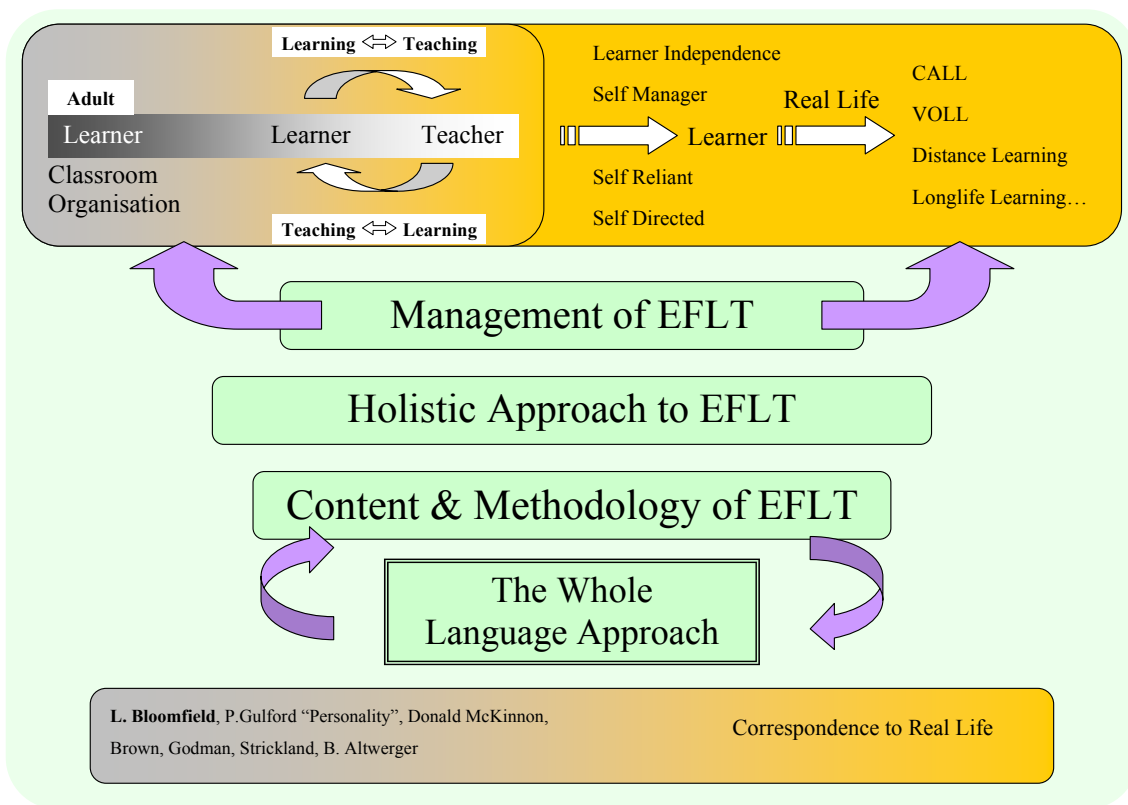 Learning ⇔ Teaching
Adult
Learner Learner Teacher
Classroom
Organisation
Teaching ⇔ Learning
Learner Independence
Self Manager
Learner
Self Reliant
Self Directed
Real Life
CALL
VOLL
Distance Learning
Longlife Learning…
Management of EFLT
Holistic Approach to EFLT
Content & Methodology of EFLT
The Whole
Language Approach
L. Bloomfield, P.Gulford “Personality”, Donald McKinnon,
Brown, Godman, Strickland, B. Altwerger
Correspondence to Real Life